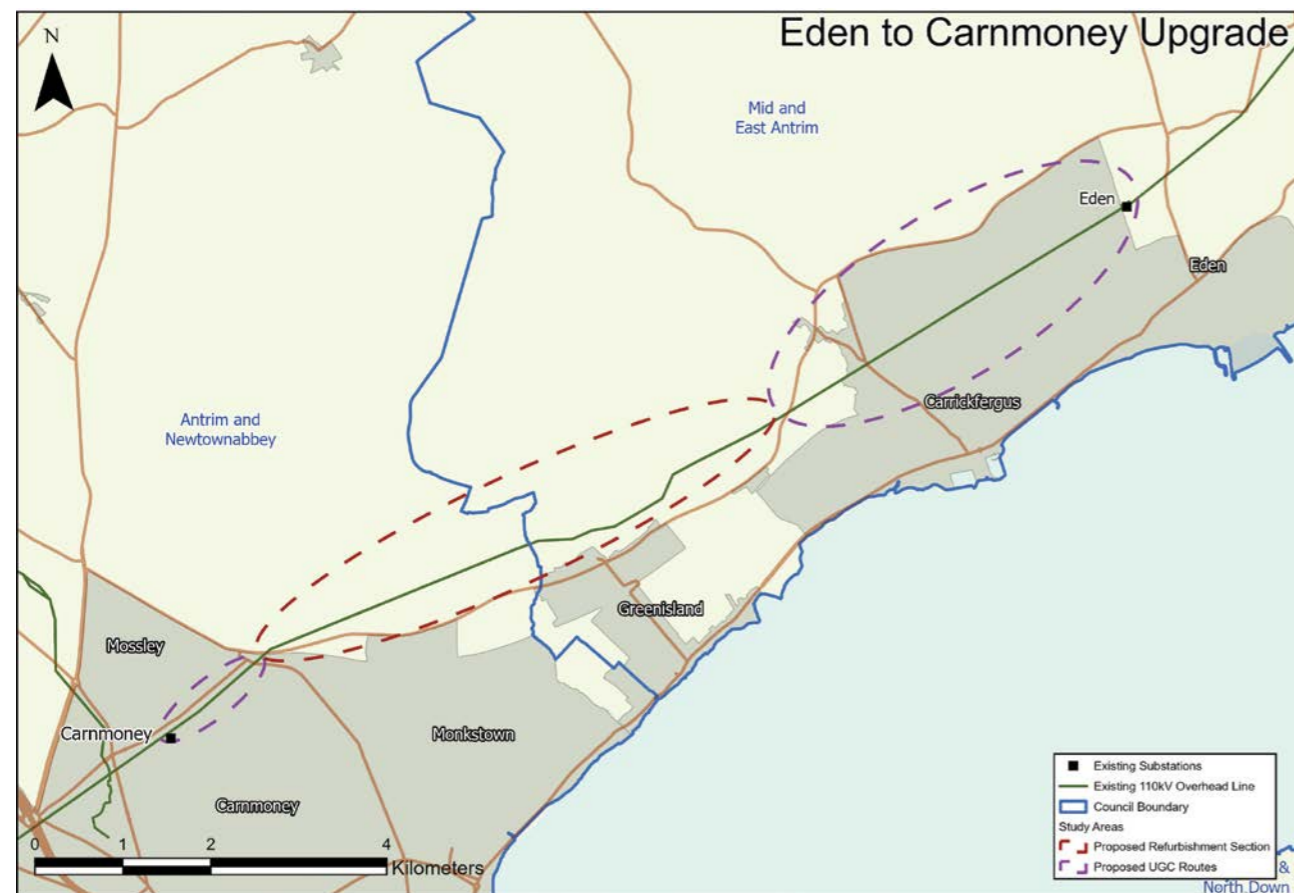 Eden to Carnmoney Upgrade
N
Mid and
East Antrim
Eden
Eden
Antrim and
Newtownabbey
Carrickfergus
Greenisland
Mossley
Carnmoney
Monkstown
Carnmoney
0 1 2 4
Kilometers
Existing Substations
Existing 110kV Overhead Line
Council Boundary
Study Areas
Proposed Refurbishment Section
Proposed UGC Routes
&
North Down